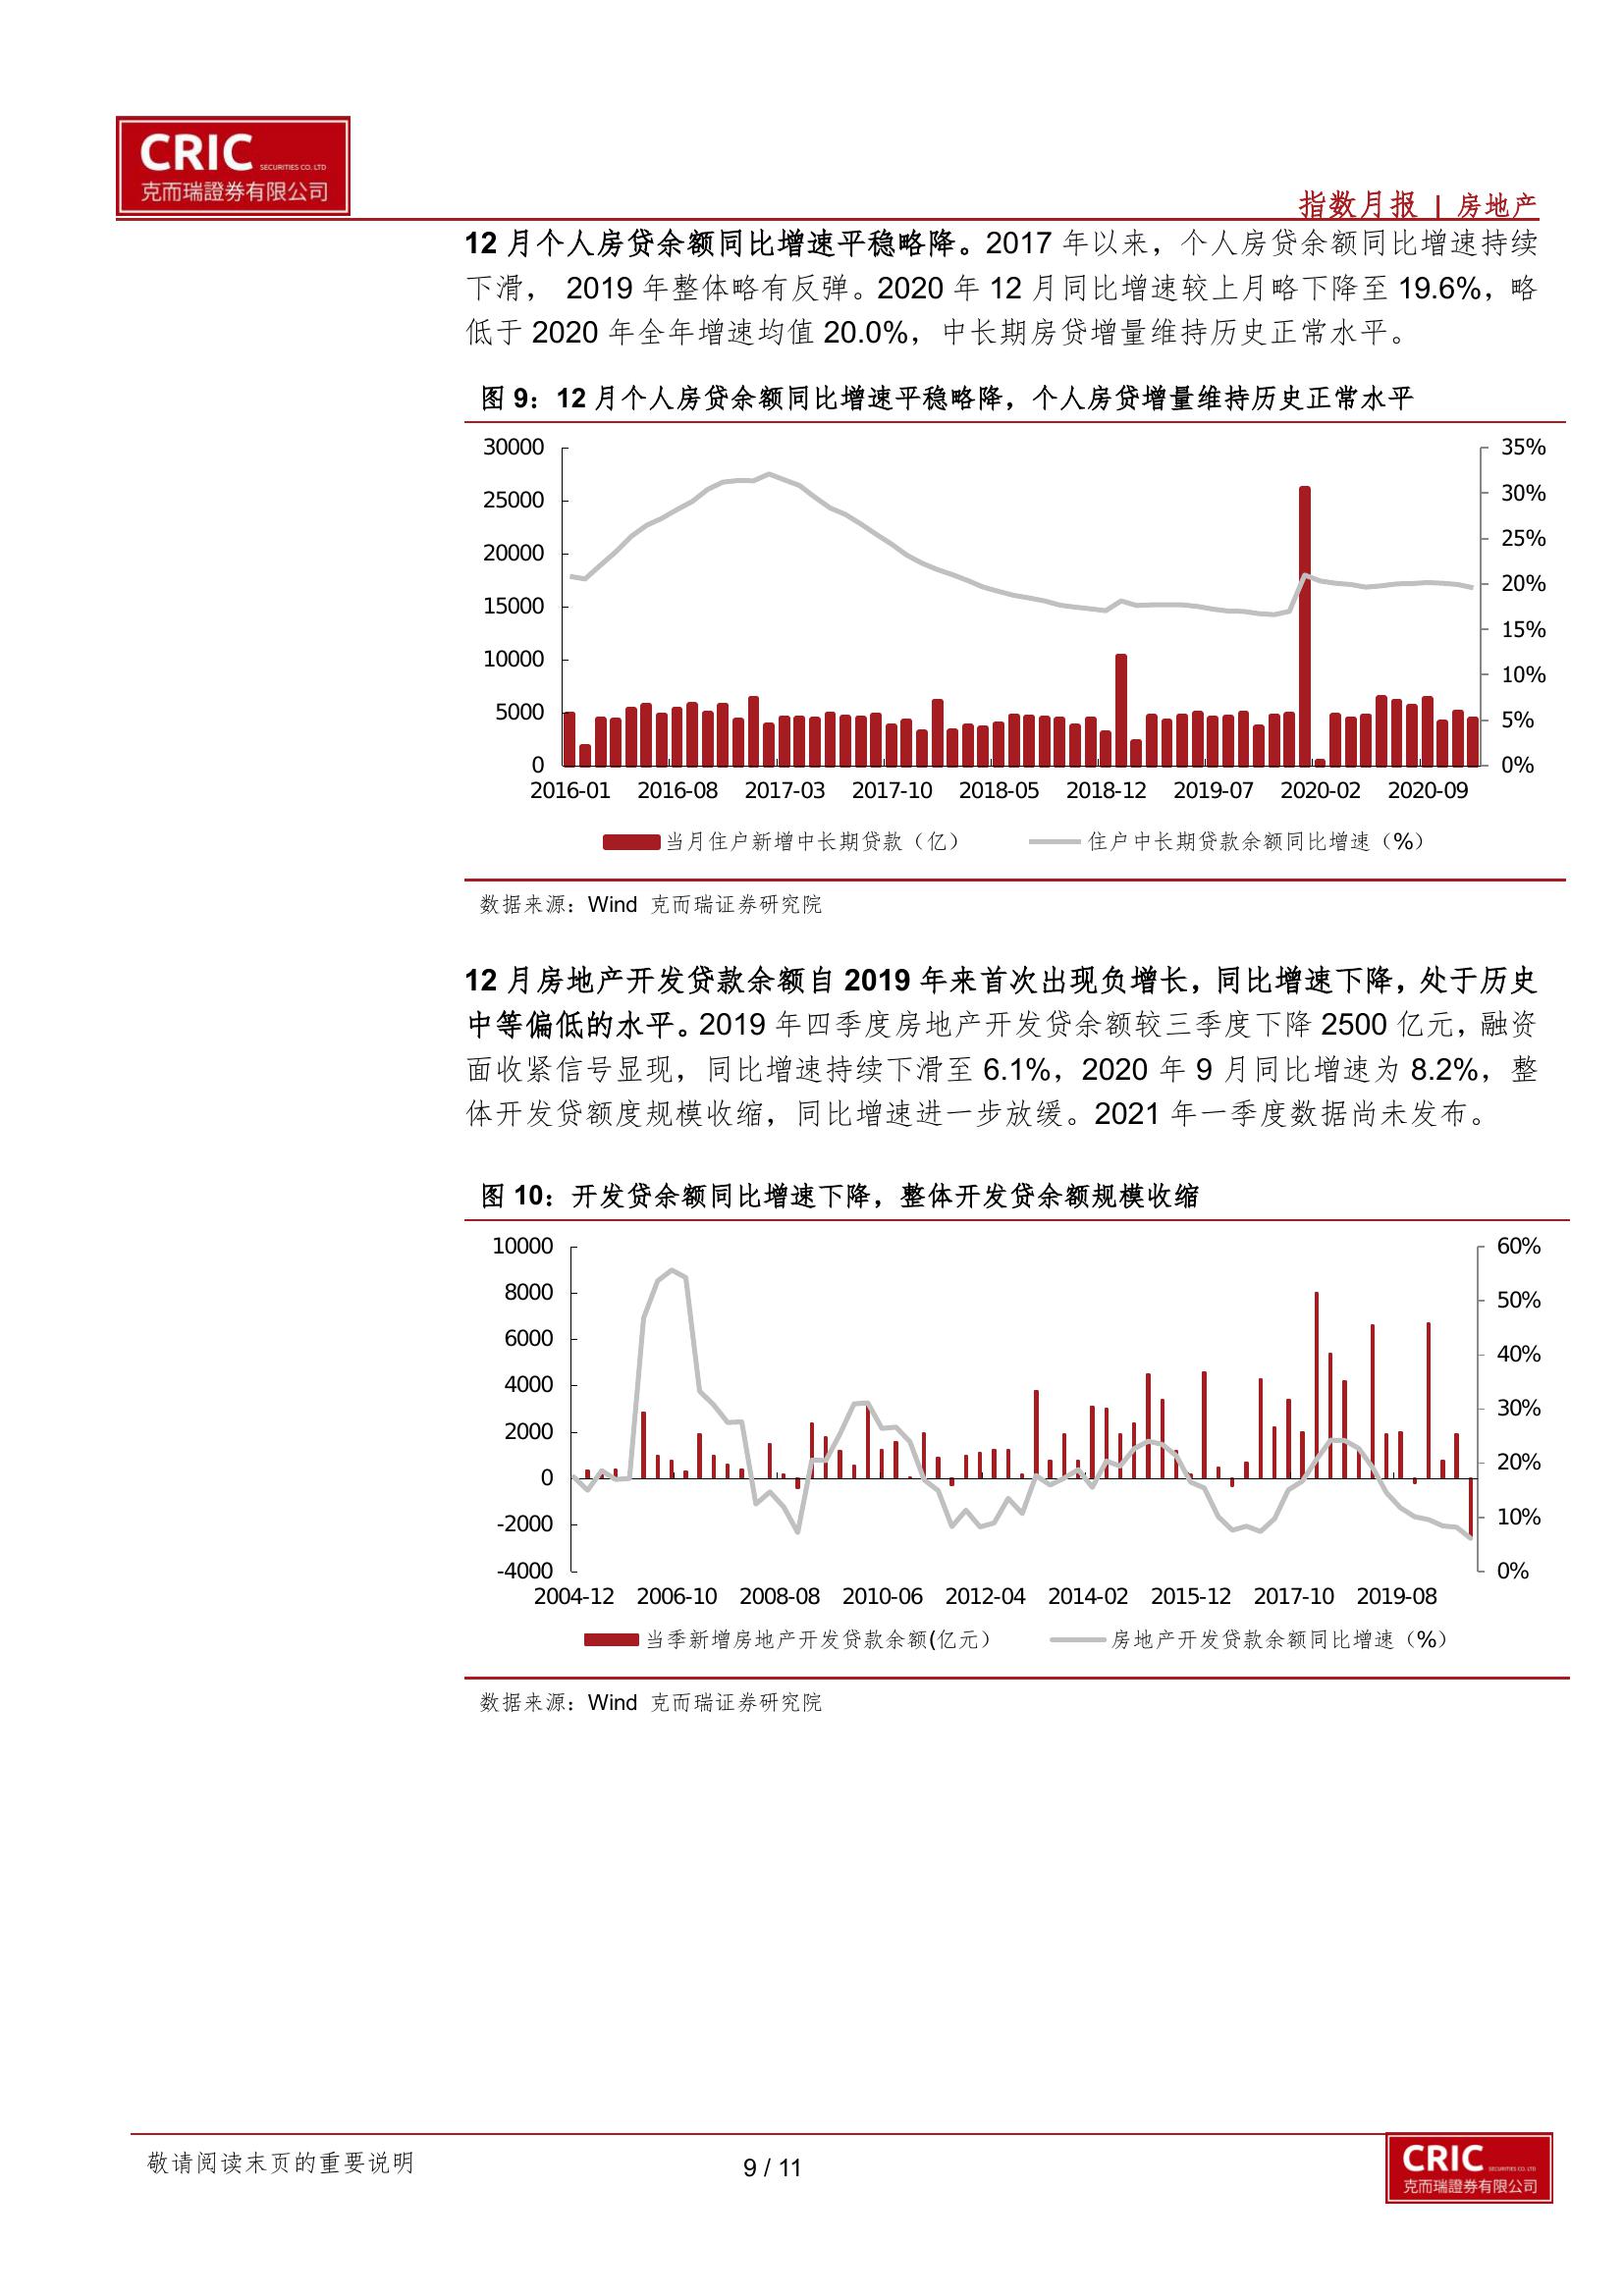 CRIC SECURITIES CO. LTD
克而瑞證券有限公司
指数月报 | 房地产
12 月个人房贷余额同比增速平稳略降。2017 年以来，个人房贷余额同比增速持续
下滑， 2019 年整体略有反弹。2020 年 12 月同比增速较上月略下降至 19.6%，略
低于 2020 年全年增速均值 20.0%，中长期房贷增量维持历史正常水平。
图 9：12 月个人房贷余额同比增速平稳略降，个人房贷增量维持历史正常水平
30000 35%
25000 30%
20000 25%
15000 20%
10000 15%
5000 10%
0 5%
0%
2016-01 2016-08 2017-03 2017-10 2018-05 2018-12 2019-07 2020-02 2020-09
当月住户新增中长期贷款（亿） 住户中长期贷款余额同比增速（%）
数据来源：Wind 克而瑞证券研究院
12 月房地产开发贷款余额自 2019 年来首次出现负增长，同比增速下降，处于历史
中等偏低的水平。2019 年四季度房地产开发贷余额较三季度下降 2500 亿元，融资
面收紧信号显现，同比增速持续下滑至 6.1%，2020 年 9 月同比增速为 8.2%，整
体开发贷额度规模收缩，同比增速进一步放缓。2021 年一季度数据尚未发布。
图 10：开发贷余额同比增速下降，整体开发贷余额规模收缩
10000 60%
8000 50%
6000 40%
4000 30%
2000 20%
0 10%
-2000 0%
-4000
2004-12 2006-10 2008-08 2010-06 2012-04 2014-02 2015-12 2017-10 2019-08
当季新增房地产开发贷款余额(亿元） 房地产开发贷款余额同比增速（%）
数据来源：Wind 克而瑞证券研究院
敬请阅读末页的重要说明
9 / 11
CRIC SECURITIES CO. LTD
克而瑞證券有限公司